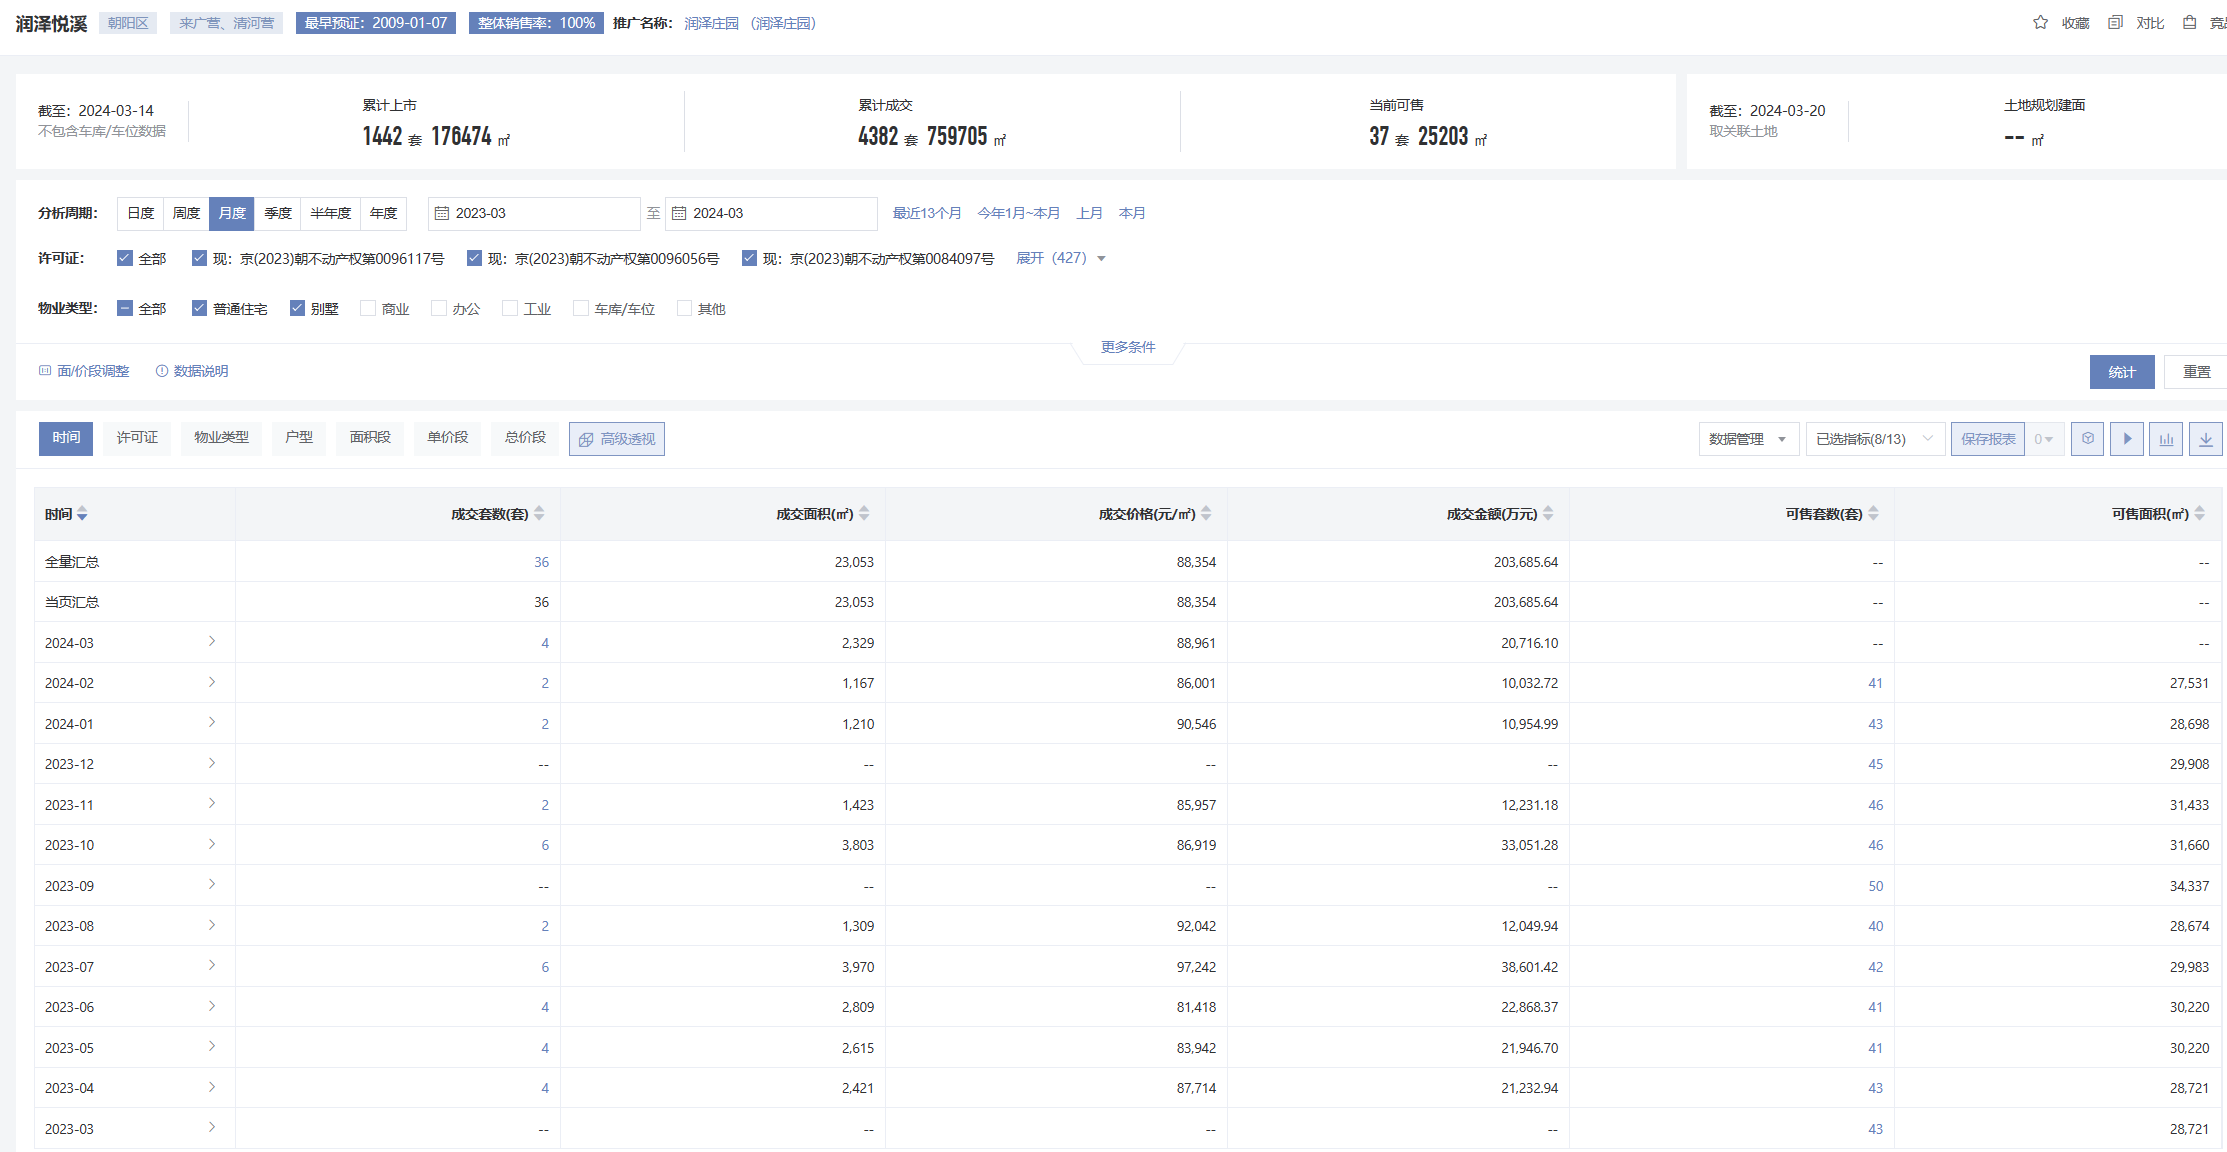 润泽悦溪 朝阳区 来广营、清河营 最早预证：2009-01-07 整体销售率：100% 推广名称： 润泽庄园 （润泽庄园） 收藏 对比
截至：2024-03-14
不包含车库/车位数据
累计上市
1442 套 176474 ㎡
累计成交
4382 套 759705 ㎡
当前可售
37 套 25203 ㎡
截至：2024-03-20
取关联土地
土地规划建面
-- ㎡
分析周期： 日度 周度 月度 季度 半年度 年度 2023-03 至 2024-03 最近13个月 今年1月~本月 上月 本月
许可证： 全部 现：京(2023)朝不动产权第0096117号 现：京(2023)朝不动产权第0096056号 现：京(2023)朝不动产权第0084097号 展开（427）
物业类型： 全部 普通住宅 别墅 商业 办公 工业 车库/车位 其他
更多条件
面/价段调整 数据说明 统计 重置
时间 许可证 物业类型 户型 面积段 单价段 总价段 高级透视 数据管理 已选指标(8/13) 保存报表 0
时间 成交套数(套) 成交面积(㎡) 成交价格(元/㎡) 成交金额(万元) 可售套数(套) 可售面积(㎡)
全量汇总 36 23,053 88,354 203,685.64 -- --
当页汇总 36 23,053 88,354 203,685.64 -- --
2024-03 4 2,329 88,961 20,716.10 -- --
2024-02 2 1,167 86,001 10,032.72 41 27,531
2024-01 2 1,210 90,546 10,954.99 43 28,698
2023-12 -- -- -- -- 45 29,908
2023-11 2 1,423 85,957 12,231.18 46 31,433
2023-10 6 3,803 86,919 33,051.28 46 31,660
2023-09 -- -- -- -- 50 34,337
2023-08 2 1,309 92,042 12,049.94 40 28,674
2023-07 6 3,970 97,242 38,601.42 42 29,983
2023-06 4 2,809 81,418 22,868.37 41 30,220
2023-05 4 2,615 83,942 21,946.70 41 30,220
2023-04 4 2,421 87,714 21,232.94 43 28,721
2023-03 -- -- -- -- 43 28,721